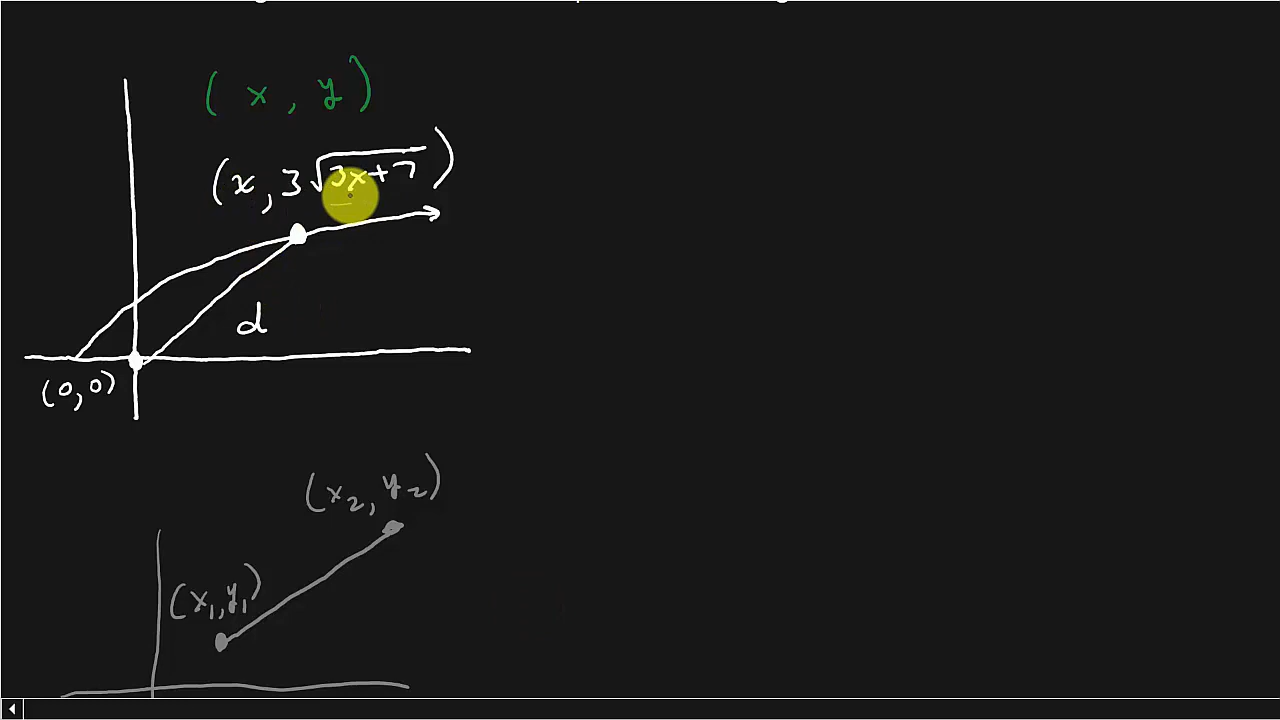 (x, y)
(x, 3√3x+7)
d
(0,0)
(x₂, y₂)
(x₁, y₁)